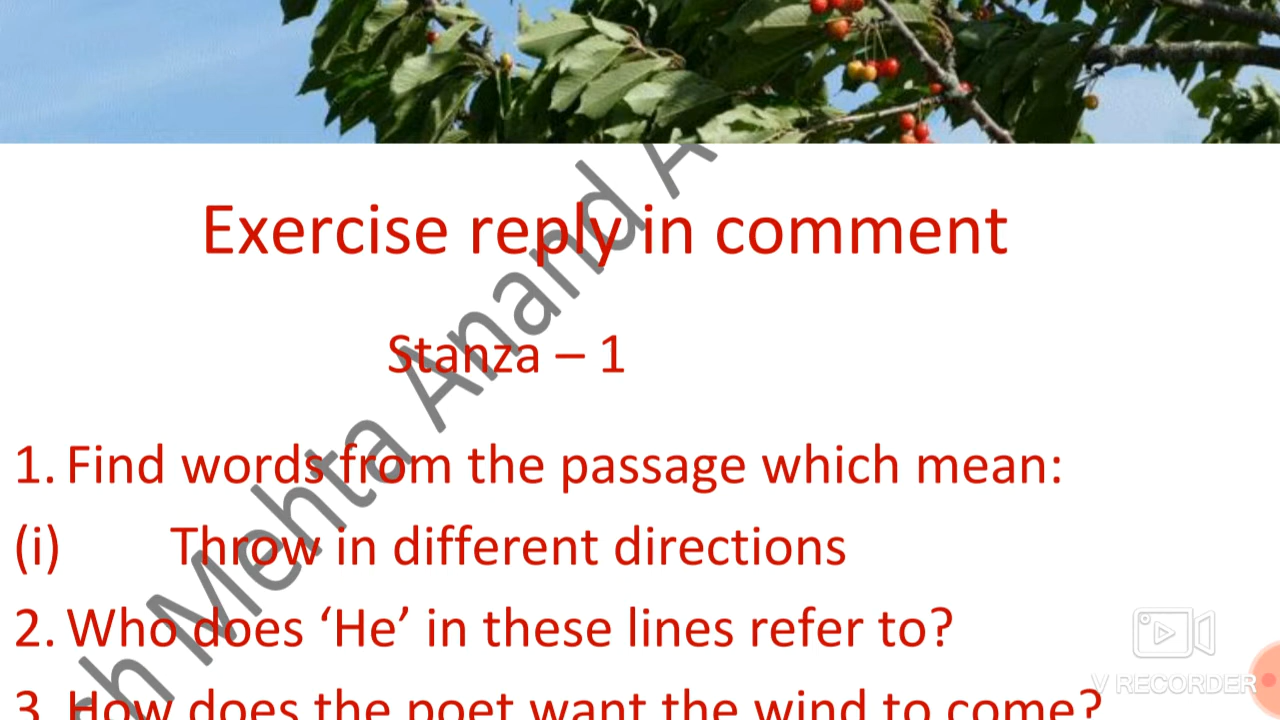 Exercise reply in comment
Stanza – 1
1. Find words from the passage which mean:
(i) Throw in different directions
2. Who does ‘He’ in these lines refer to?
3. How does the poet want the wind to come?
Mehta Anand
V RECORDER